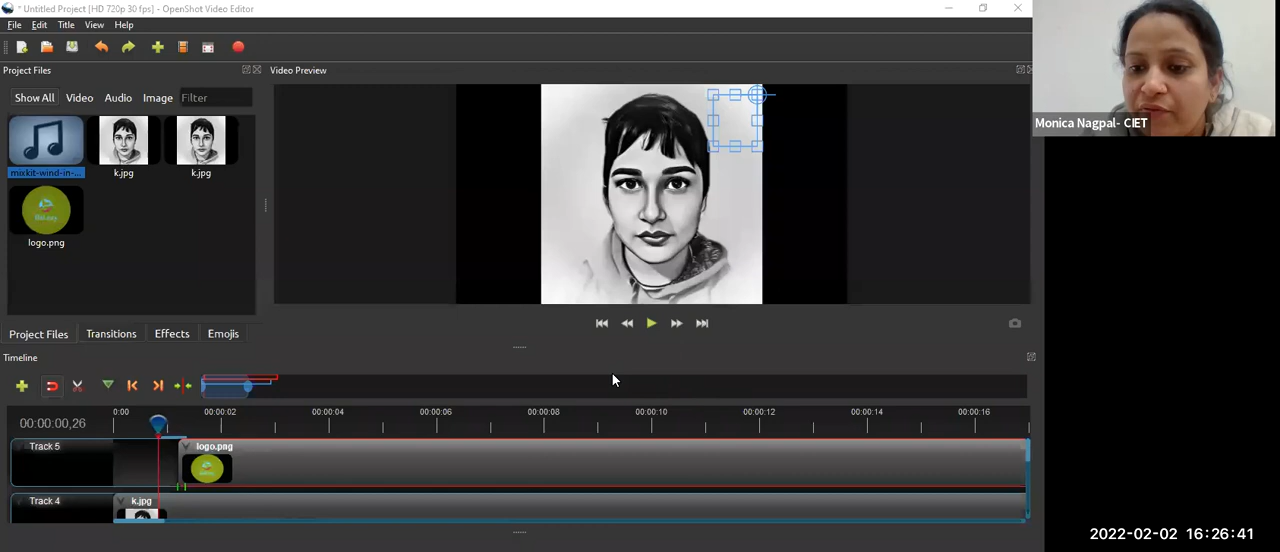 * Untitled Project [HD 720p 30 fps] - OpenShot Video Editor
File Edit Title View Help
Project Files
Video Preview
Show All Video Audio Image Filter
mixkit-wind-in-...
k.jpg
k.jpg
logo.png
Monica Nagpal- CIET
Project Files Transitions Effects Emojis
Timeline
00:00:00,26
0:00 00:00:02 00:00:04 00:00:06 00:00:08 00:00:10 00:00:12 00:00:14 00:00:16
Track 5
logo.png
Track 4
k.jpg
2022-02-02 16:26:41